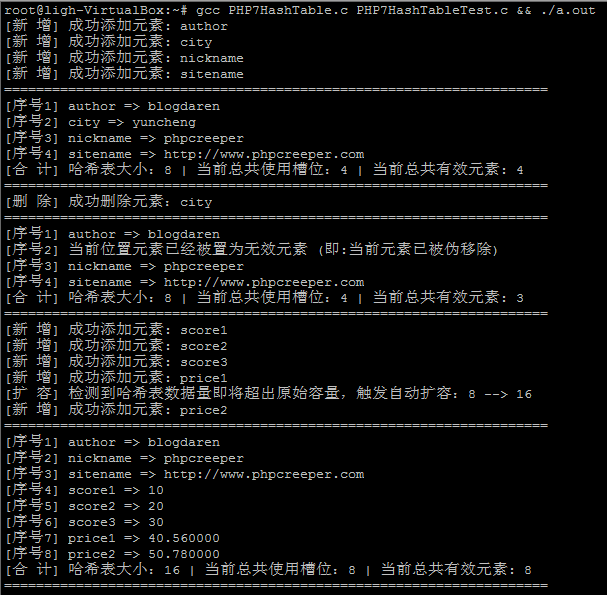 root@ligh-VirtualBox:~# gcc PHP7HashTable.c PHP7HashTableTest.c && ./a.out
[新 增] 成功添加元素: author
[新 增] 成功添加元素: city
[新 增] 成功添加元素: nickname
[新 增] 成功添加元素: sitename
====================================================================
[序号1] author => blogdaren
[序号2] city => yuncheng
[序号3] nickname => phpcreeper
[序号4] sitename => http://www.phpcreeper.com
[合 计] 哈希表大小: 8 | 当前总共使用槽位: 4 | 当前总共有效元素: 4
====================================================================
[删 除] 成功删除元素: city
====================================================================
[序号1] author => blogdaren
[序号2] 当前位置元素已经被置为无效元素 (即:当前元素已被伪移除)
[序号3] nickname => phpcreeper
[序号4] sitename => http://www.phpcreeper.com
[合 计] 哈希表大小: 8 | 当前总共使用槽位: 4 | 当前总共有效元素: 3
====================================================================
[新 增] 成功添加元素: score1
[新 增] 成功添加元素: score2
[新 增] 成功添加元素: score3
[新 增] 成功添加元素: price1
[扩 容] 检测到哈希表数据量即将超出原始容量, 触发自动扩容: 8 --> 16
[新 增] 成功添加元素: price2
====================================================================
[序号1] author => blogdaren
[序号2] nickname => phpcreeper
[序号3] sitename => http://www.phpcreeper.com
[序号4] score1 => 10
[序号5] score2 => 20
[序号6] score3 => 30
[序号7] price1 => 40.560000
[序号8] price2 => 50.780000
[合 计] 哈希表大小: 16 | 当前总共使用槽位: 8 | 当前总共有效元素: 8
====================================================================